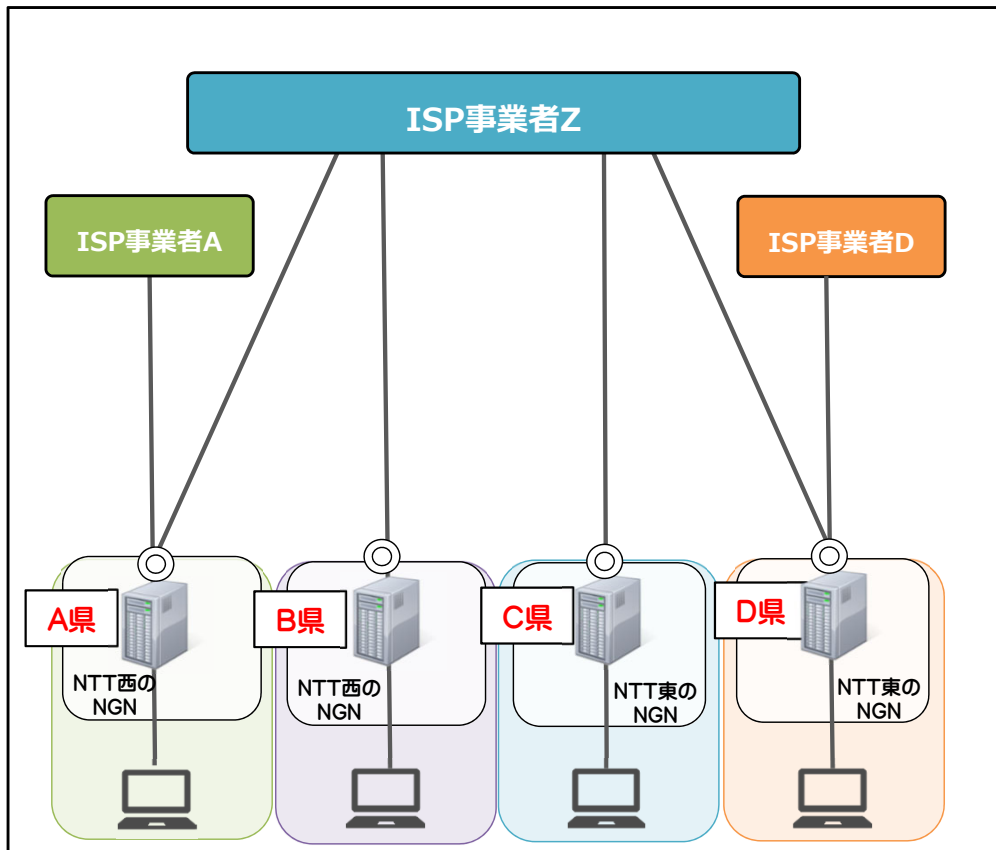 ISP事業者Z
ISP事業者A
ISP事業者D
A県
B県
C県
D県
NTT西の
NGN
NTT西の
NGN
NTT東の
NGN
NTT東の
NGN